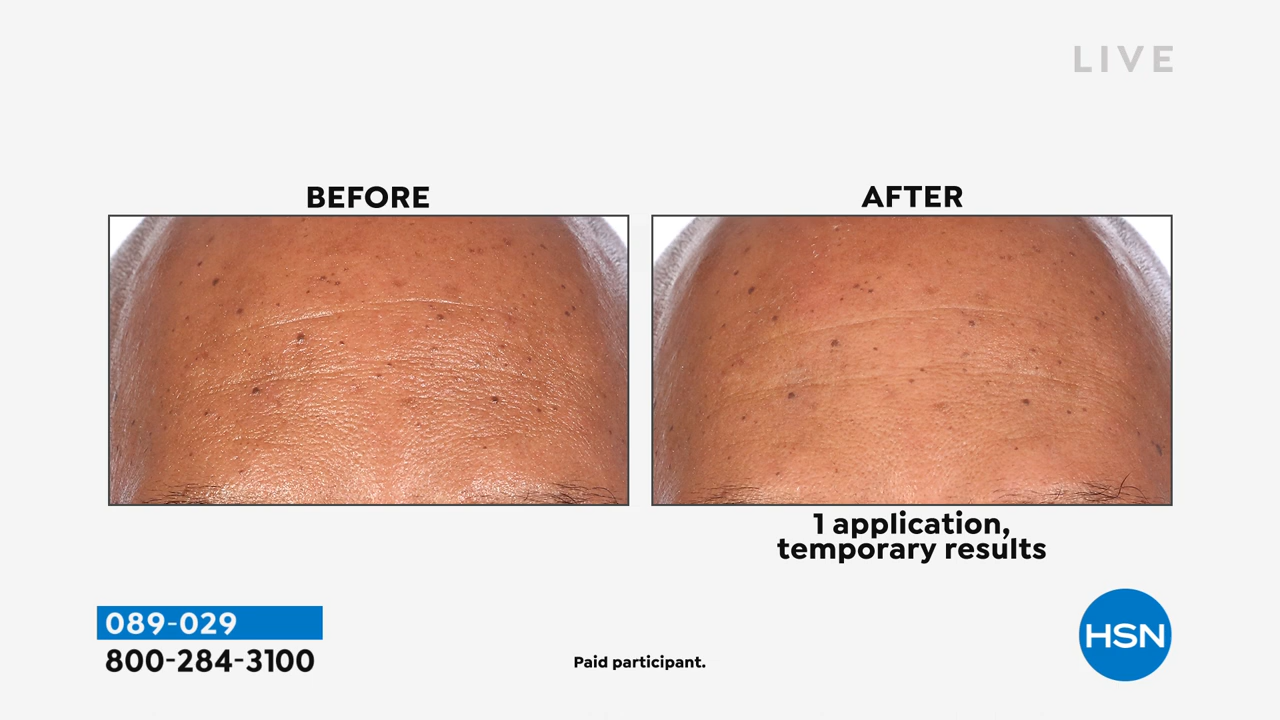 LIVE
BEFORE
AFTER
1 application,
temporary results
089-029
800-284-3100
Paid participant.
HSN